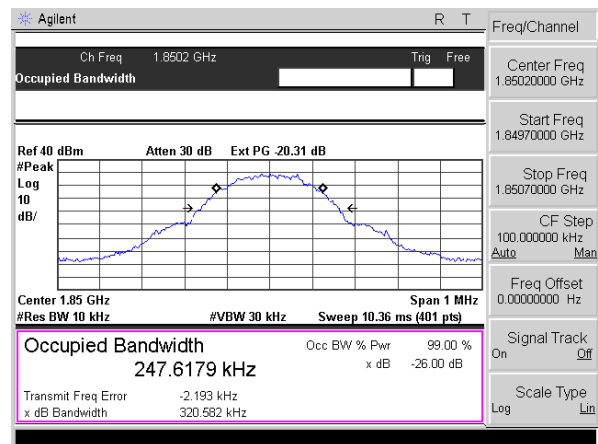 Agilent R T
Freq/Channel
Ch Freq 1.8502 GHz Trig Free
Occupied Bandwidth
Center Freq
1.85020000 GHz
Start Freq
1.84970000 GHz
Ref 40 dBm Atten 30 dB Ext PG -20.31 dB
#Peak
Log
10
dB/
Stop Freq
1.85070000 GHz
CF Step
100.000000 kHz
Auto Man
Freq Offset
0.00000000 Hz
Center 1.85 GHz Span 1 MHz
#Res BW 10 kHz #VBW 30 kHz Sweep 10.36 ms (401 pts)
Signal Track
On Off
Occupied Bandwidth Occ BW % Pwr 99.00 %
247.6179 kHz x dB -26.00 dB
Transmit Freq Error -2.193 kHz
x dB Bandwidth 320.582 kHz
Scale Type
Log Lin